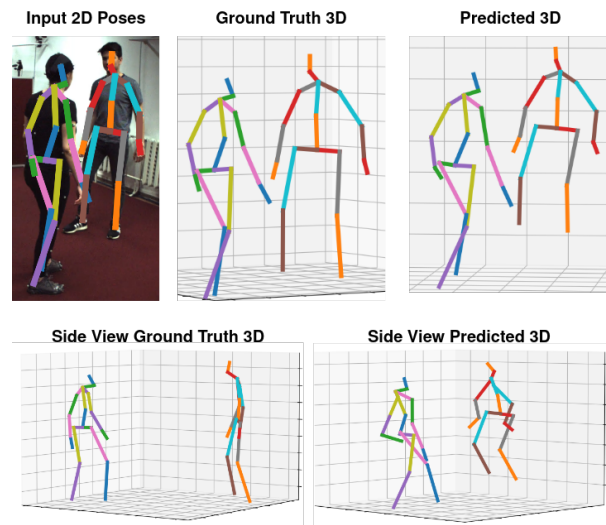 Input 2D Poses
Ground Truth 3D
Predicted 3D
Side View Ground Truth 3D
Side View Predicted 3D